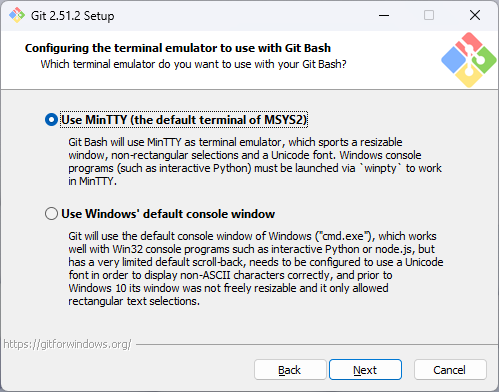 Git 2.51.2 Setup
Configuring the terminal emulator to use with Git Bash
Which terminal emulator do you want to use with your Git Bash?
Use MinTTY (the default terminal of MSYS2)
Git Bash will use MinTTY as terminal emulator, which sports a resizable
window, non-rectangular selections and a Unicode font. Windows console
programs (such as interactive Python) must be launched via `winpty` to work
in MinTTY.
Use Windows' default console window
Git will use the default console window of Windows ("cmd.exe"), which works
well with Win32 console programs such as interactive Python or node.js, but
has a very limited default scroll-back, needs to be configured to use a Unicode
font in order to display non-ASCII characters correctly, and prior to
Windows 10 its window was not freely resizable and it only allowed
rectangular text selections.
https://gitforwindows.org/
Back Next Cancel